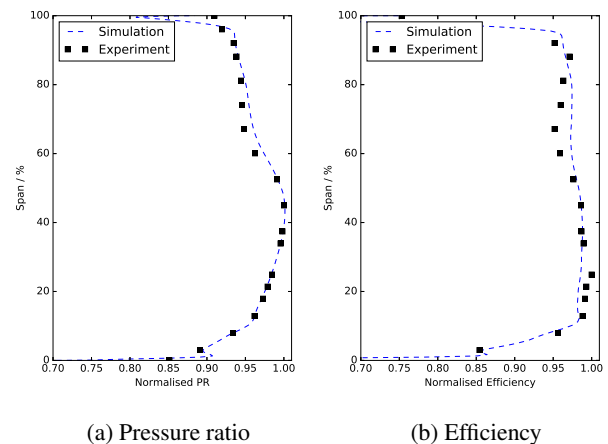 100
80
60
40
20
0
Span / %
Simulation
Experiment
0.70 0.75 0.80 0.85 0.90 0.95 1.00
Normalised PR
(a) Pressure ratio
100
80
60
40
20
0
Span / %
Simulation
Experiment
0.70 0.75 0.80 0.85 0.90 0.95 1.00
Normalised Efficiency
(b) Efficiency